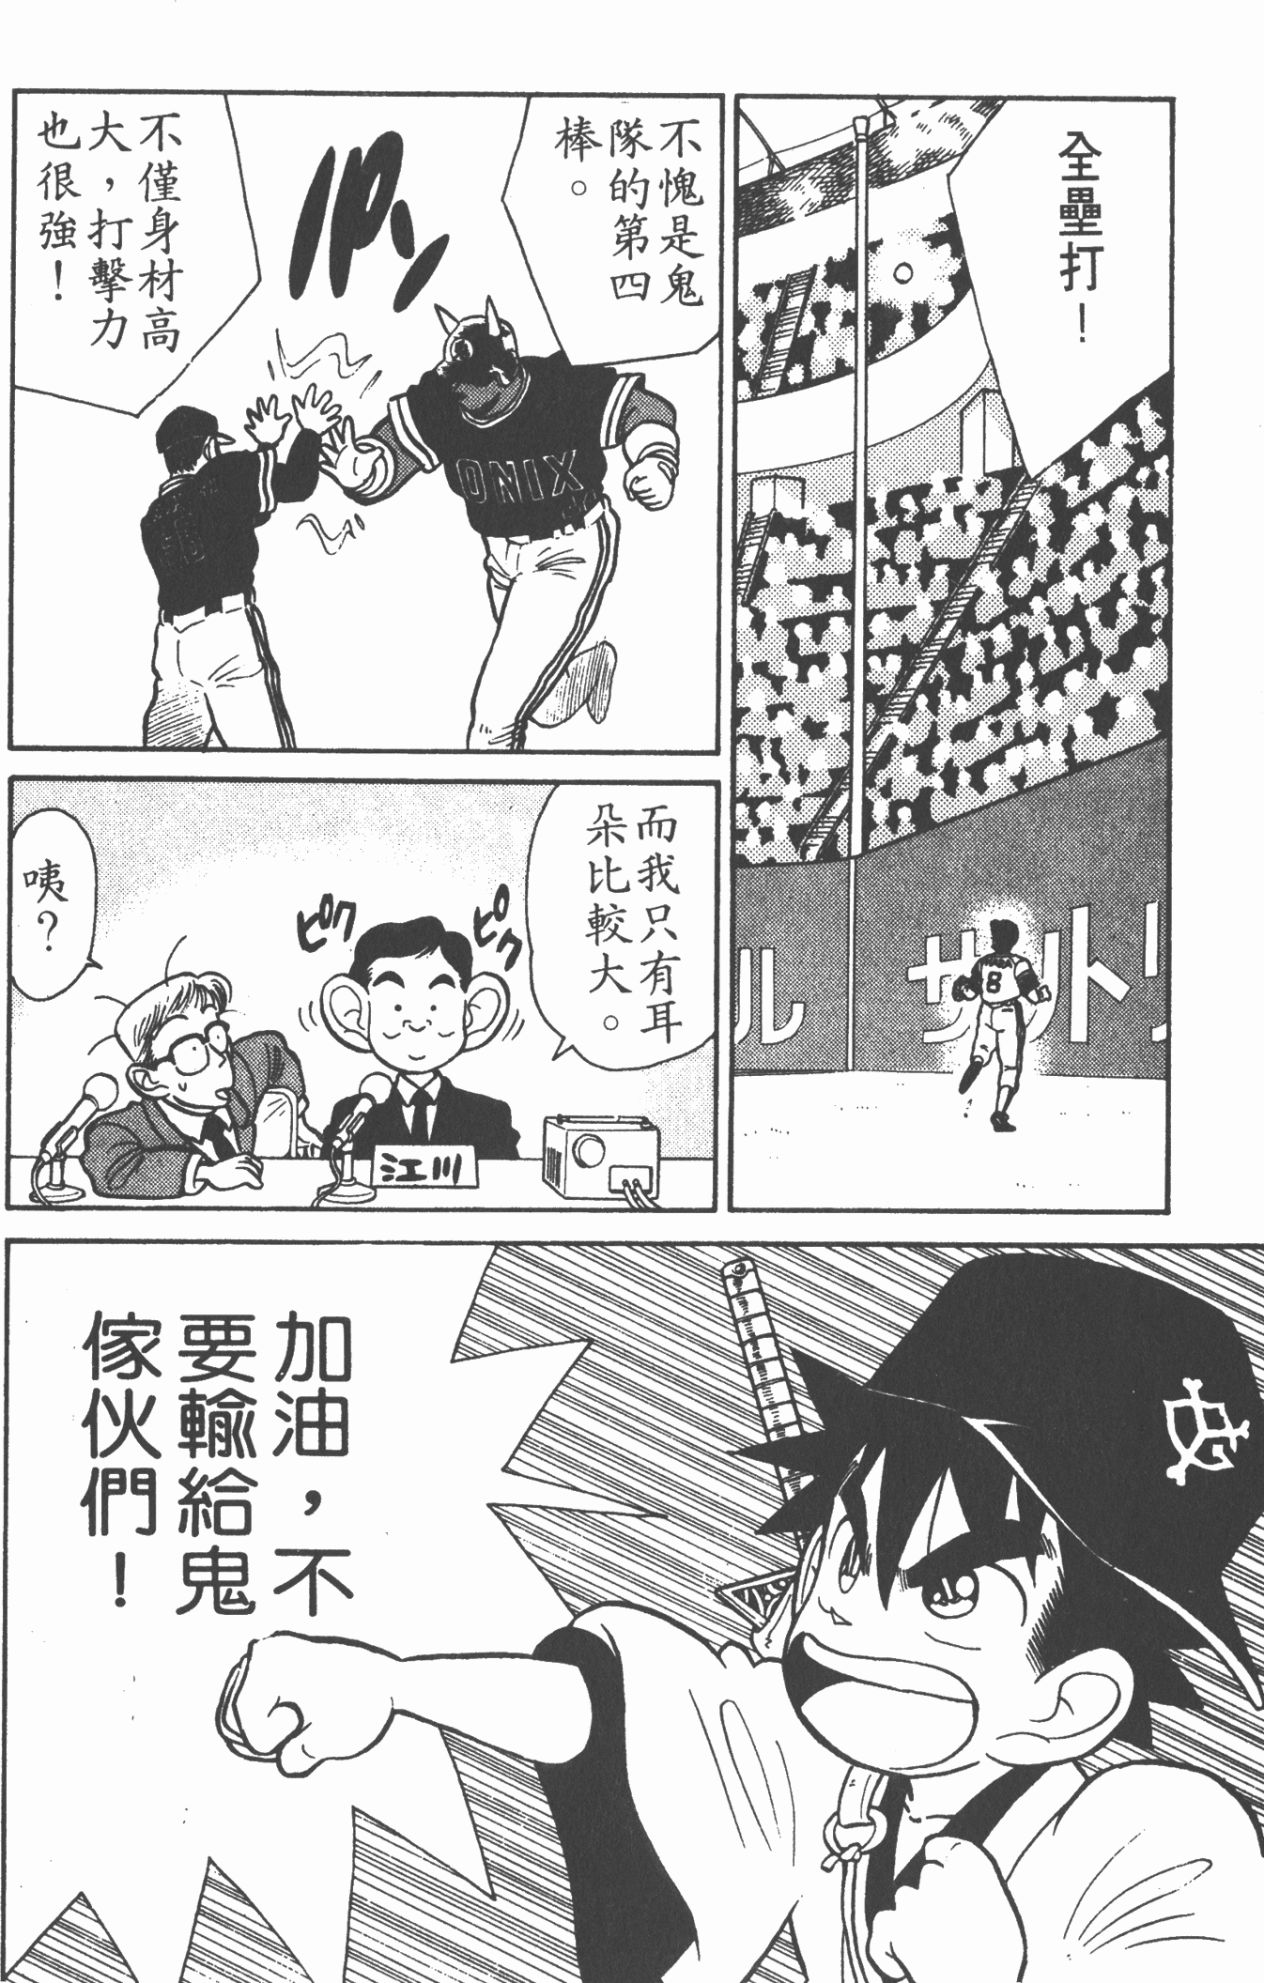 全壘打！
ル
サ
ト
リ
8
不愧是鬼
隊的第四
棒。
パン
不僅身材高
大，打擊力
也很強！
ONIX
而我只有耳
朵比較大。
ピク
ピク
咦？
江川
加油，不
要輸給鬼
傢伙們！